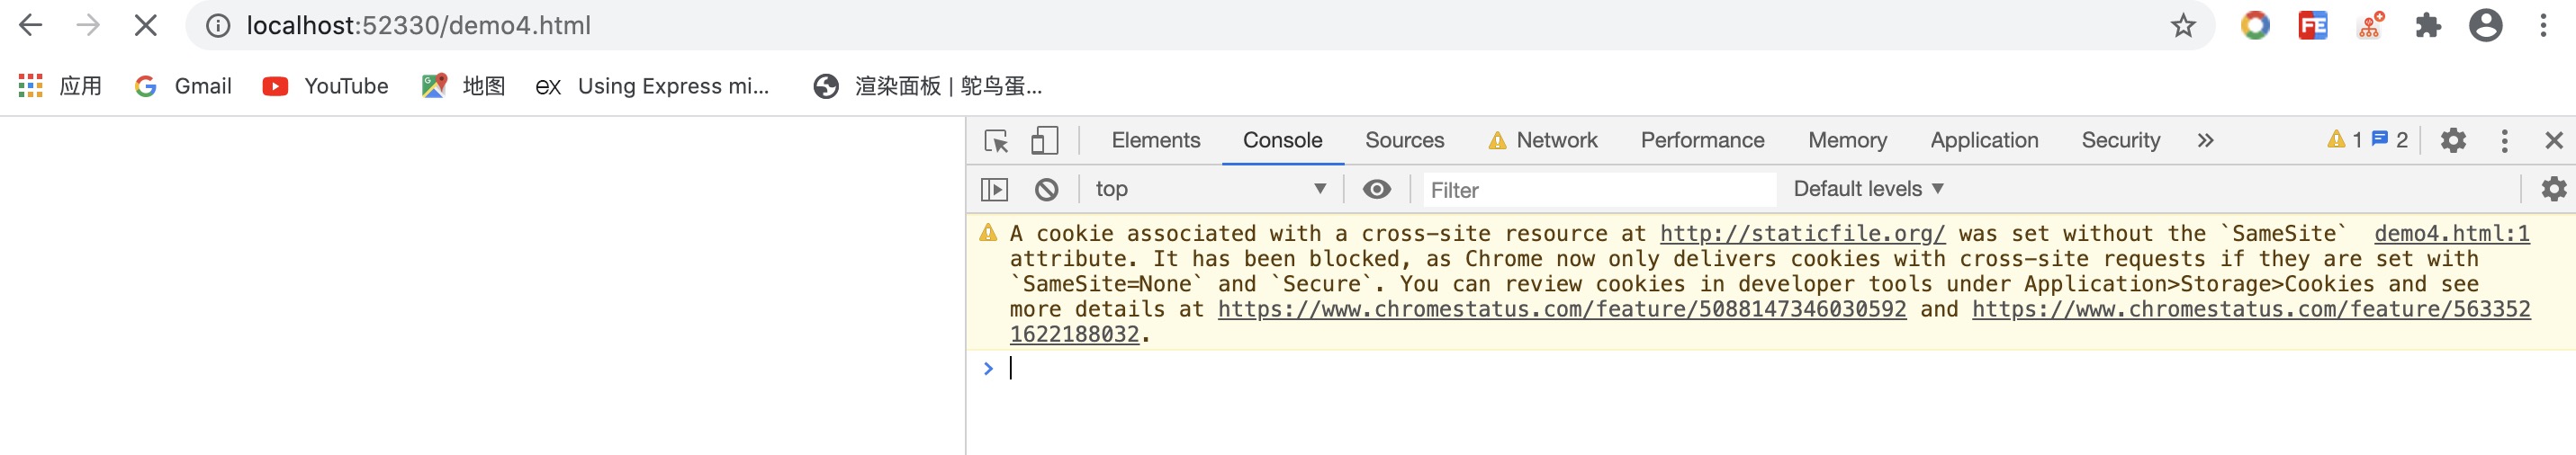 localhost:52330/demo4.html
FE
应用 Gmail YouTube 地图 ex Using Express mi... 渲染面板 | 鸵鸟蛋...
Elements Console Sources Network Performance Memory Application Security » 1 2
top Filter Default levels
A cookie associated with a cross-site resource at http://staticfile.org/ was set without the `SameSite` demo4.html:1
attribute. It has been blocked, as Chrome now only delivers cookies with cross-site requests if they are set with
`SameSite=None` and `Secure`. You can review cookies in developer tools under Application>Storage>Cookies and see
more details at https://www.chromestatus.com/feature/5088147346030592 and https://www.chromestatus.com/feature/563352
1622188032.